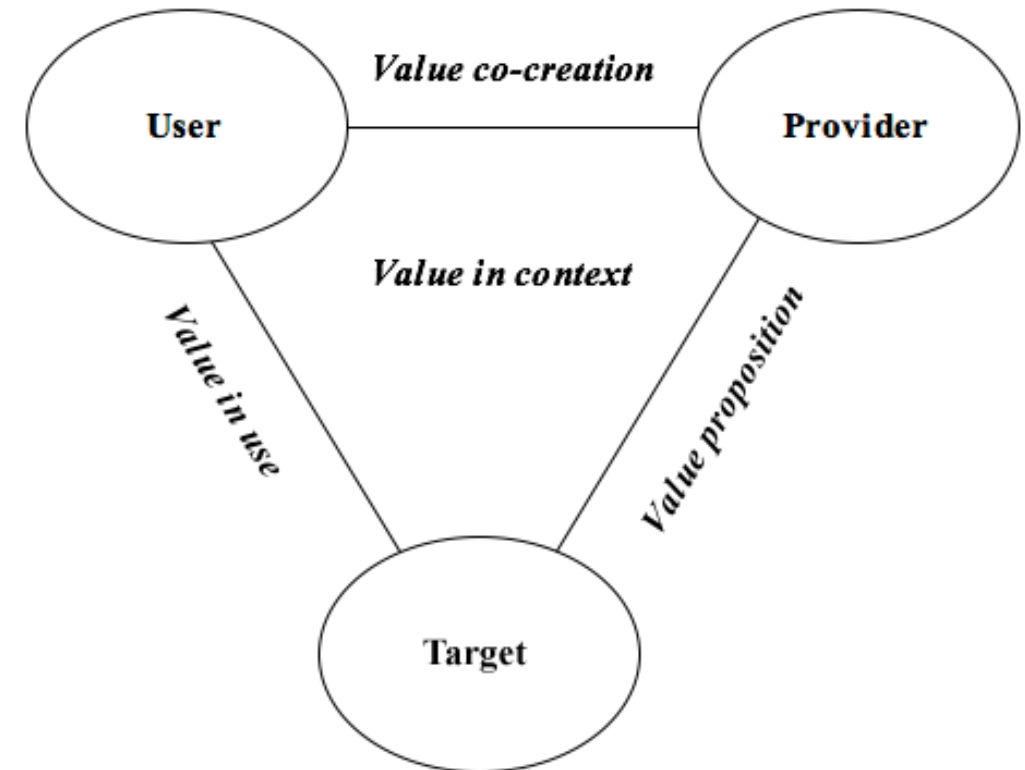 Value co-creation
User
Provider
Value in context
Value in use
Value proposition
Target